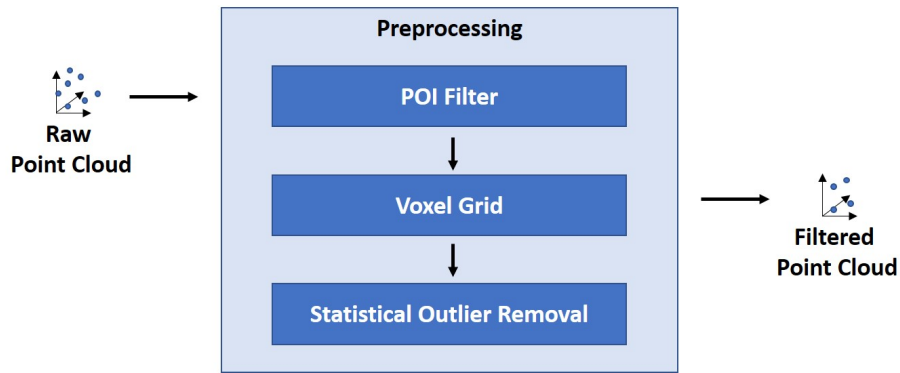 Preprocessing
Raw
Point Cloud
POI Filter
Voxel Grid
Statistical Outlier Removal
Filtered
Point Cloud